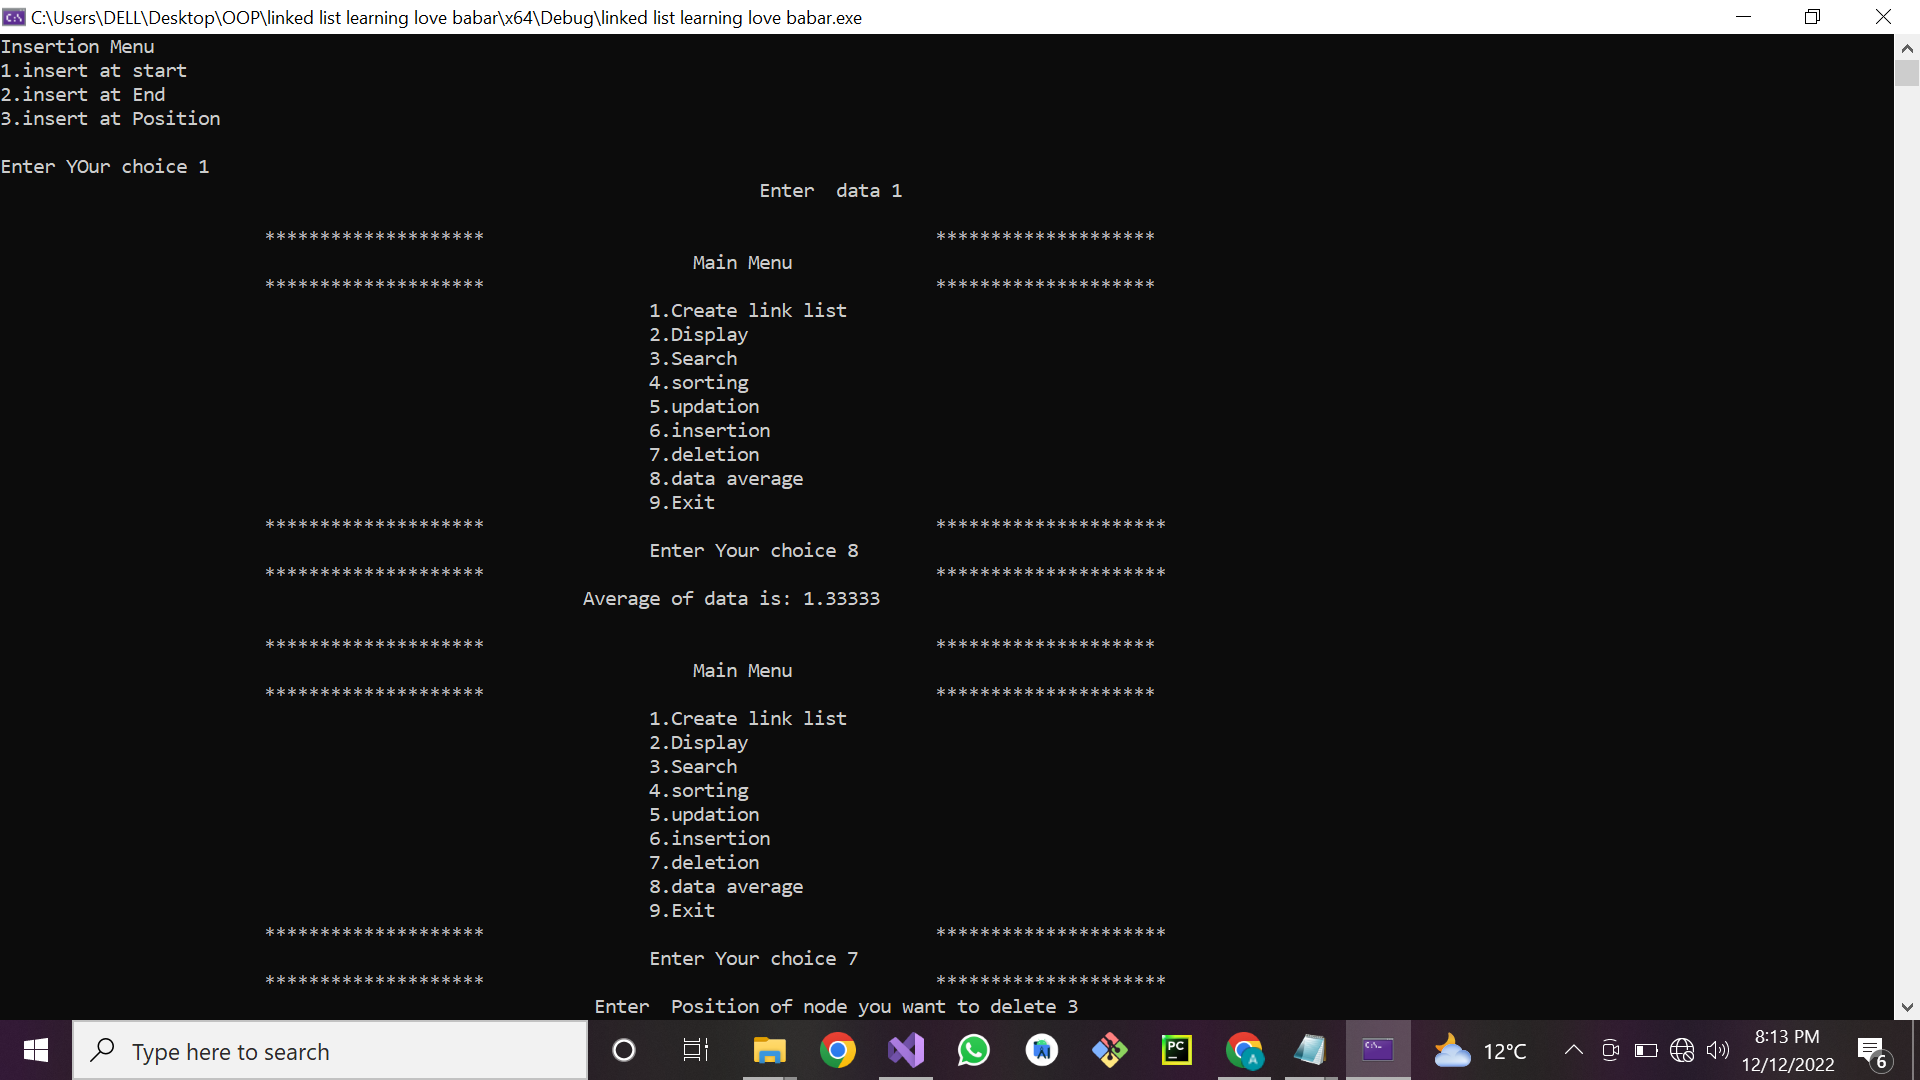 C:\Users\DELL\Desktop\OOP\linked list learning love babar\x64\Debug\linked list learning love babar.exe
Insertion Menu
1.insert at start
2.insert at End
3.insert at Position
Enter YOur choice 1
Enter  data 1
******************** ********************
Main Menu
******************** ********************
1.Create link list
2.Display
3.Search
4.sorting
5.updation
6.insertion
7.deletion
8.data average
9.Exit
******************** *********************
Enter Your choice 8
******************** *********************
Average of data is: 1.33333
******************** ********************
Main Menu
******************** ********************
1.Create link list
2.Display
3.Search
4.sorting
5.updation
6.insertion
7.deletion
8.data average
9.Exit
******************** *********************
Enter Your choice 7
******************** *********************
Enter  Position of node you want to delete 3
Type here to search
PC
A
12°C
8:13 PM
12/12/2022
6